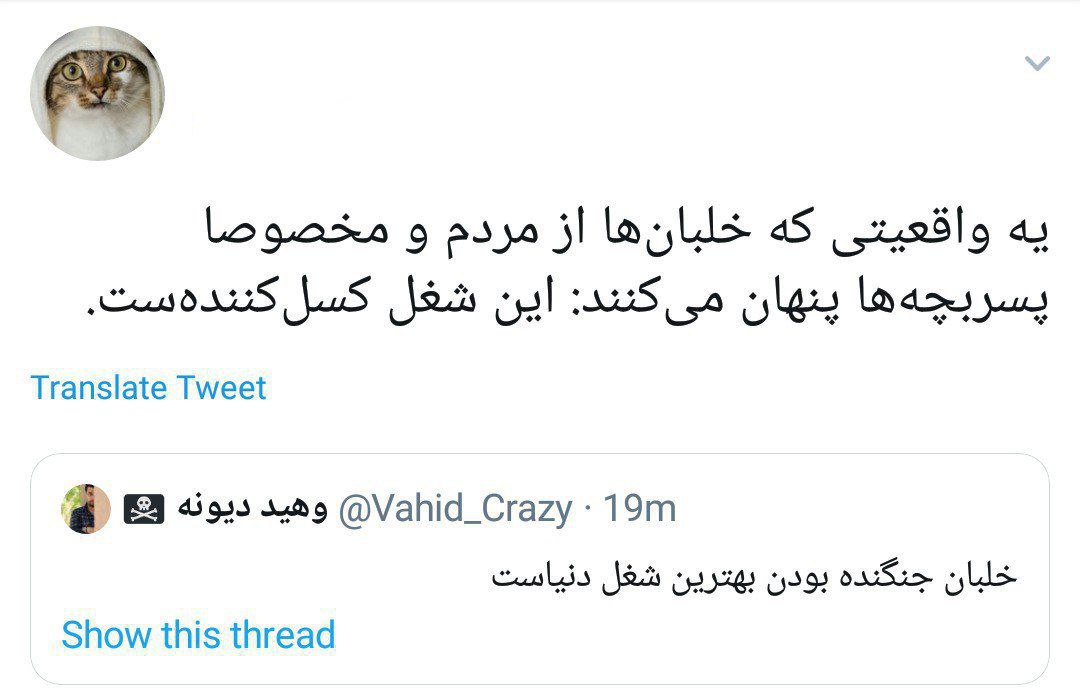 یه واقعیتی که خلبان‌ها از مردم و مخصوصا
پسربچه‌ها پنهان می‌کنند: این شغل کسل‌کننده‌ست.
Translate Tweet
وهید دیونه @Vahid_Crazy · 19m
خلبان جنگنده بودن بهترین شغل دنیاست
Show this thread